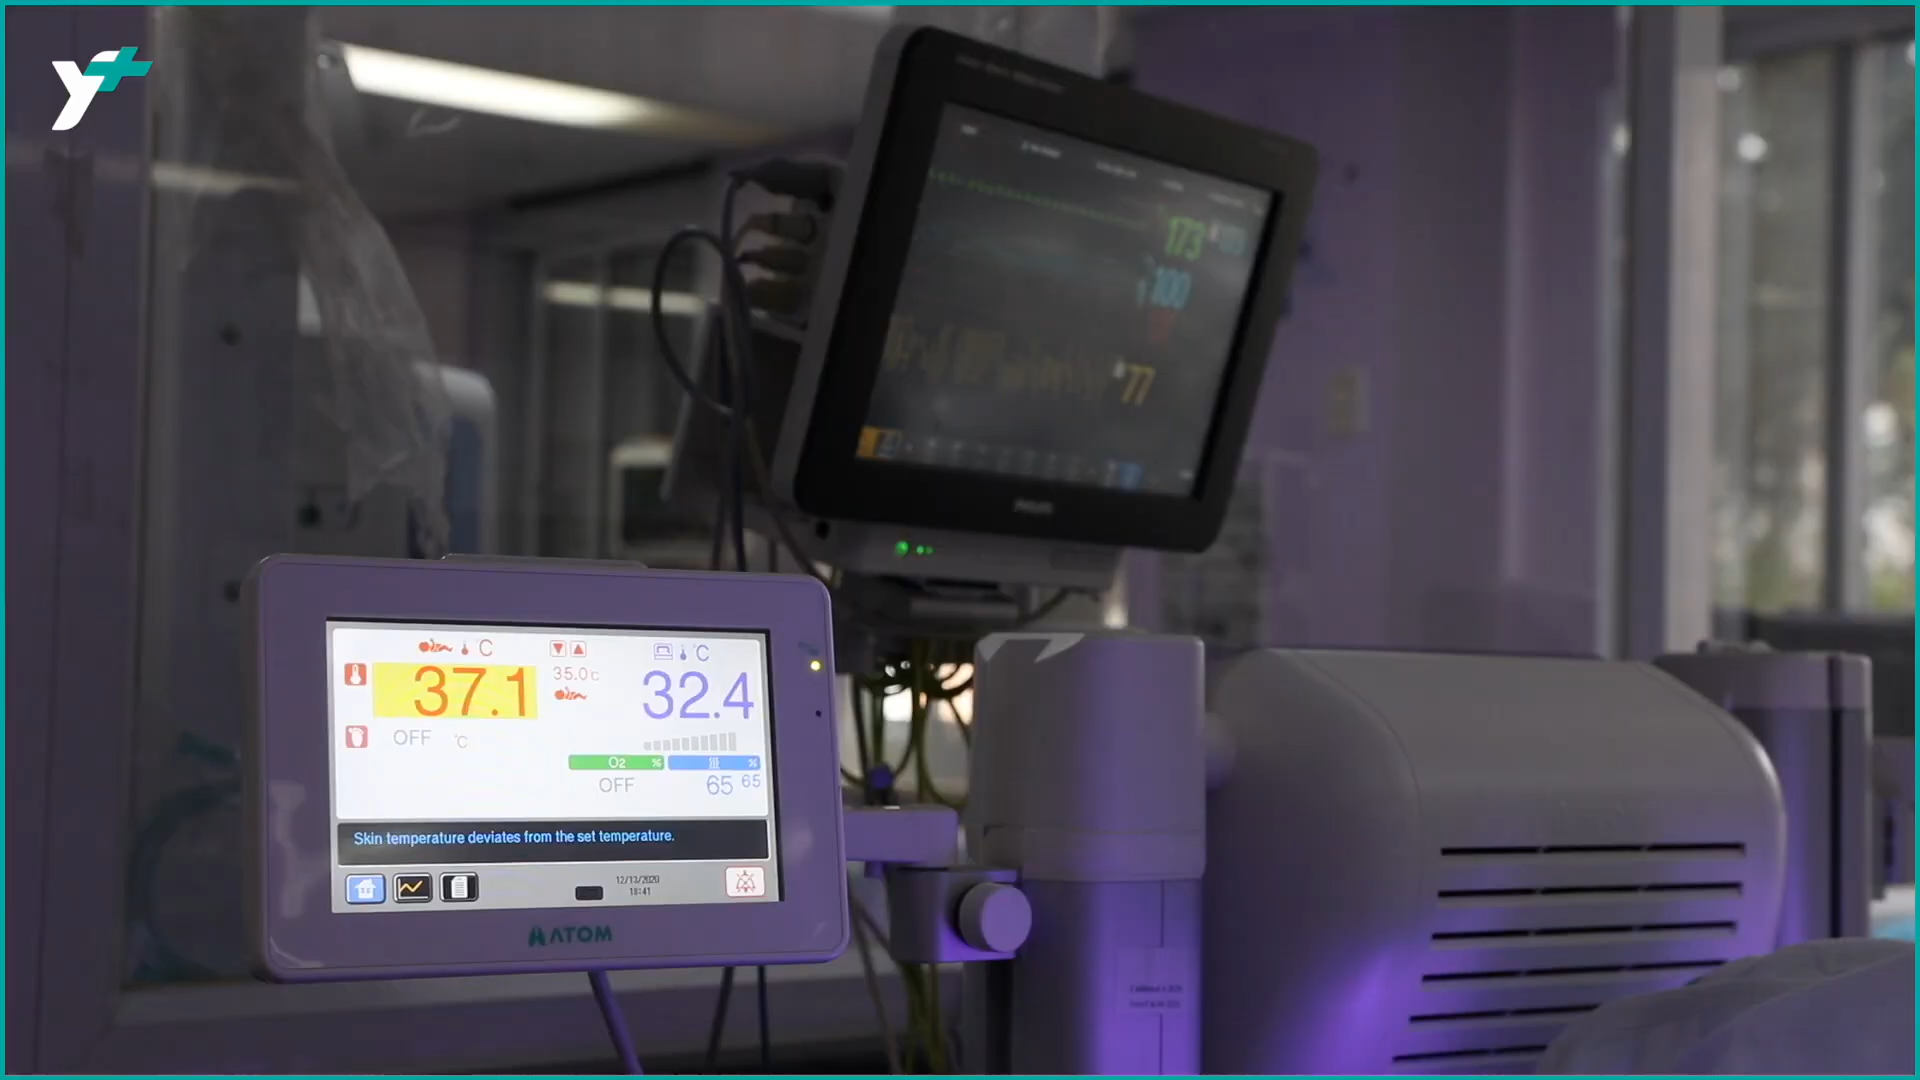 y+
173
100
77
PHILIPS
°C
°C
37.1
35.0°C
32.4
OFF °C
O2 %
%
OFF
65 65
Skin temperature deviates from the set temperature.
12/13/2020
18:41
ATOM